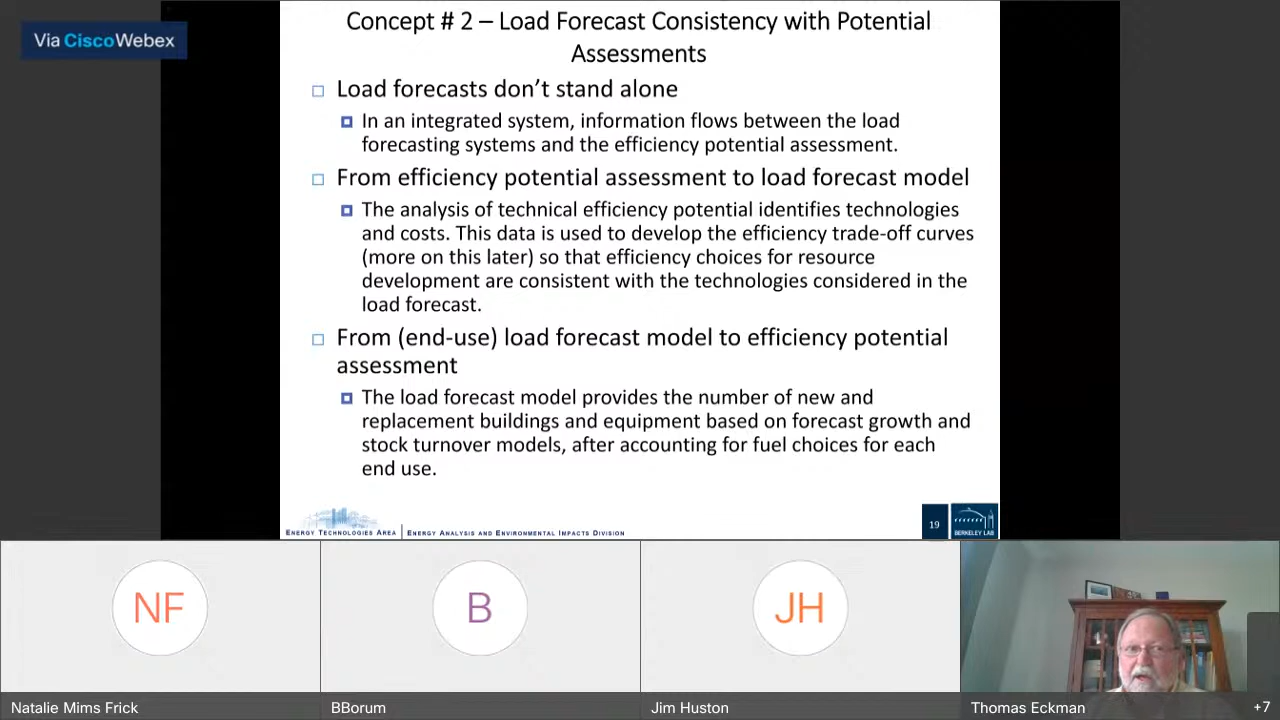 Via CiscoWebex
Concept # 2 – Load Forecast Consistency with Potential
Assessments
Load forecasts don’t stand alone
In an integrated system, information flows between the load
forecasting systems and the efficiency potential assessment.
From efficiency potential assessment to load forecast model
The analysis of technical efficiency potential identifies technologies
and costs. This data is used to develop the efficiency trade-off curves
(more on this later) so that efficiency choices for resource
development are consistent with the technologies considered in the
load forecast.
From (end-use) load forecast model to efficiency potential
assessment
The load forecast model provides the number of new and
replacement buildings and equipment based on forecast growth and
stock turnover models, after accounting for fuel choices for each
end use.
ENERGY TECHNOLOGIES AREA
ENERGY ANALYSIS AND ENVIRONMENTAL IMPACTS DIVISION
19
BERKELEY LAB
NF
B
JH
Natalie Mims Frick
BBorum
Jim Huston
Thomas Eckman
+7